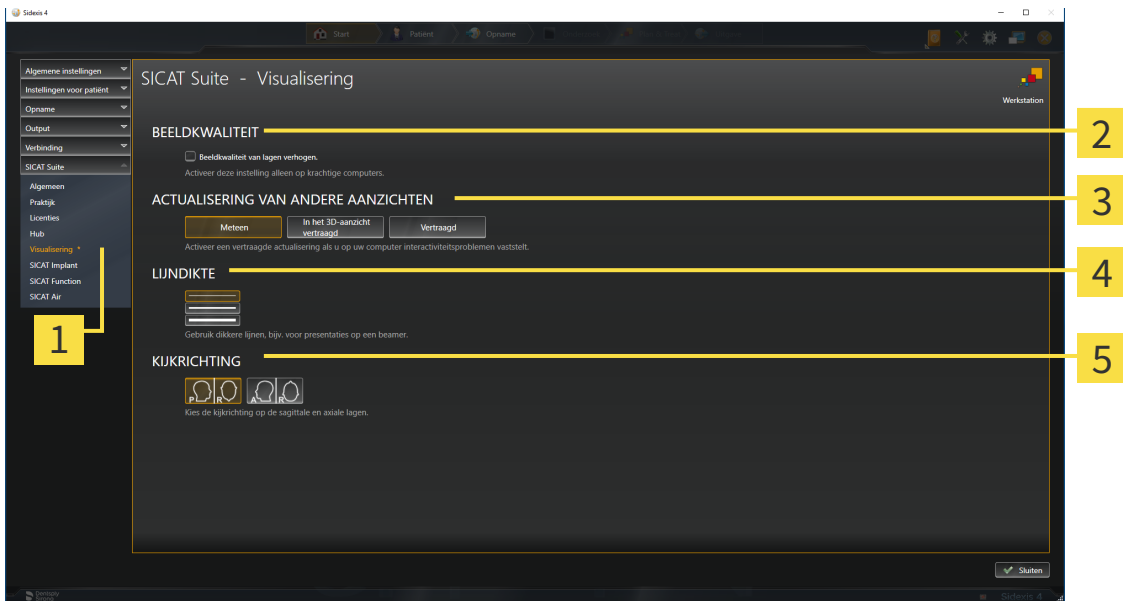 Sidexis 4
Start
Patiënt
Opname
Algemene instellingen
Instellingen voor patiënt
Opname
Output
Verbinding
SICAT Suite
Algemeen
Praktijk
Licenties
Hub
Visualisering *
SICAT Implant
SICAT Function
SICAT Air
1
SICAT Suite - Visualisering
Werkstation
BEELDKWALITEIT
2
Beeldkwaliteit van lagen verhogen.
Activeer deze instelling alleen op krachtige computers.
ACTUALISERING VAN ANDERE AANZICHTEN
3
Meteen
In het 3D-aanzicht
vertraagd
Vertraagd
Activeer een vertraagde actualisering als u op uw computer interactiviteitsproblemen vaststelt.
LIJNDIKTE
4
Gebruik dikkere lijnen, bijv. voor presentaties op een beamer.
KIJKRICHTING
5
P R
A R
Kies de kijkrichting op de sagittale en axiale lagen.
Sluiten
Dentsply
Sirona
Sidexis 4